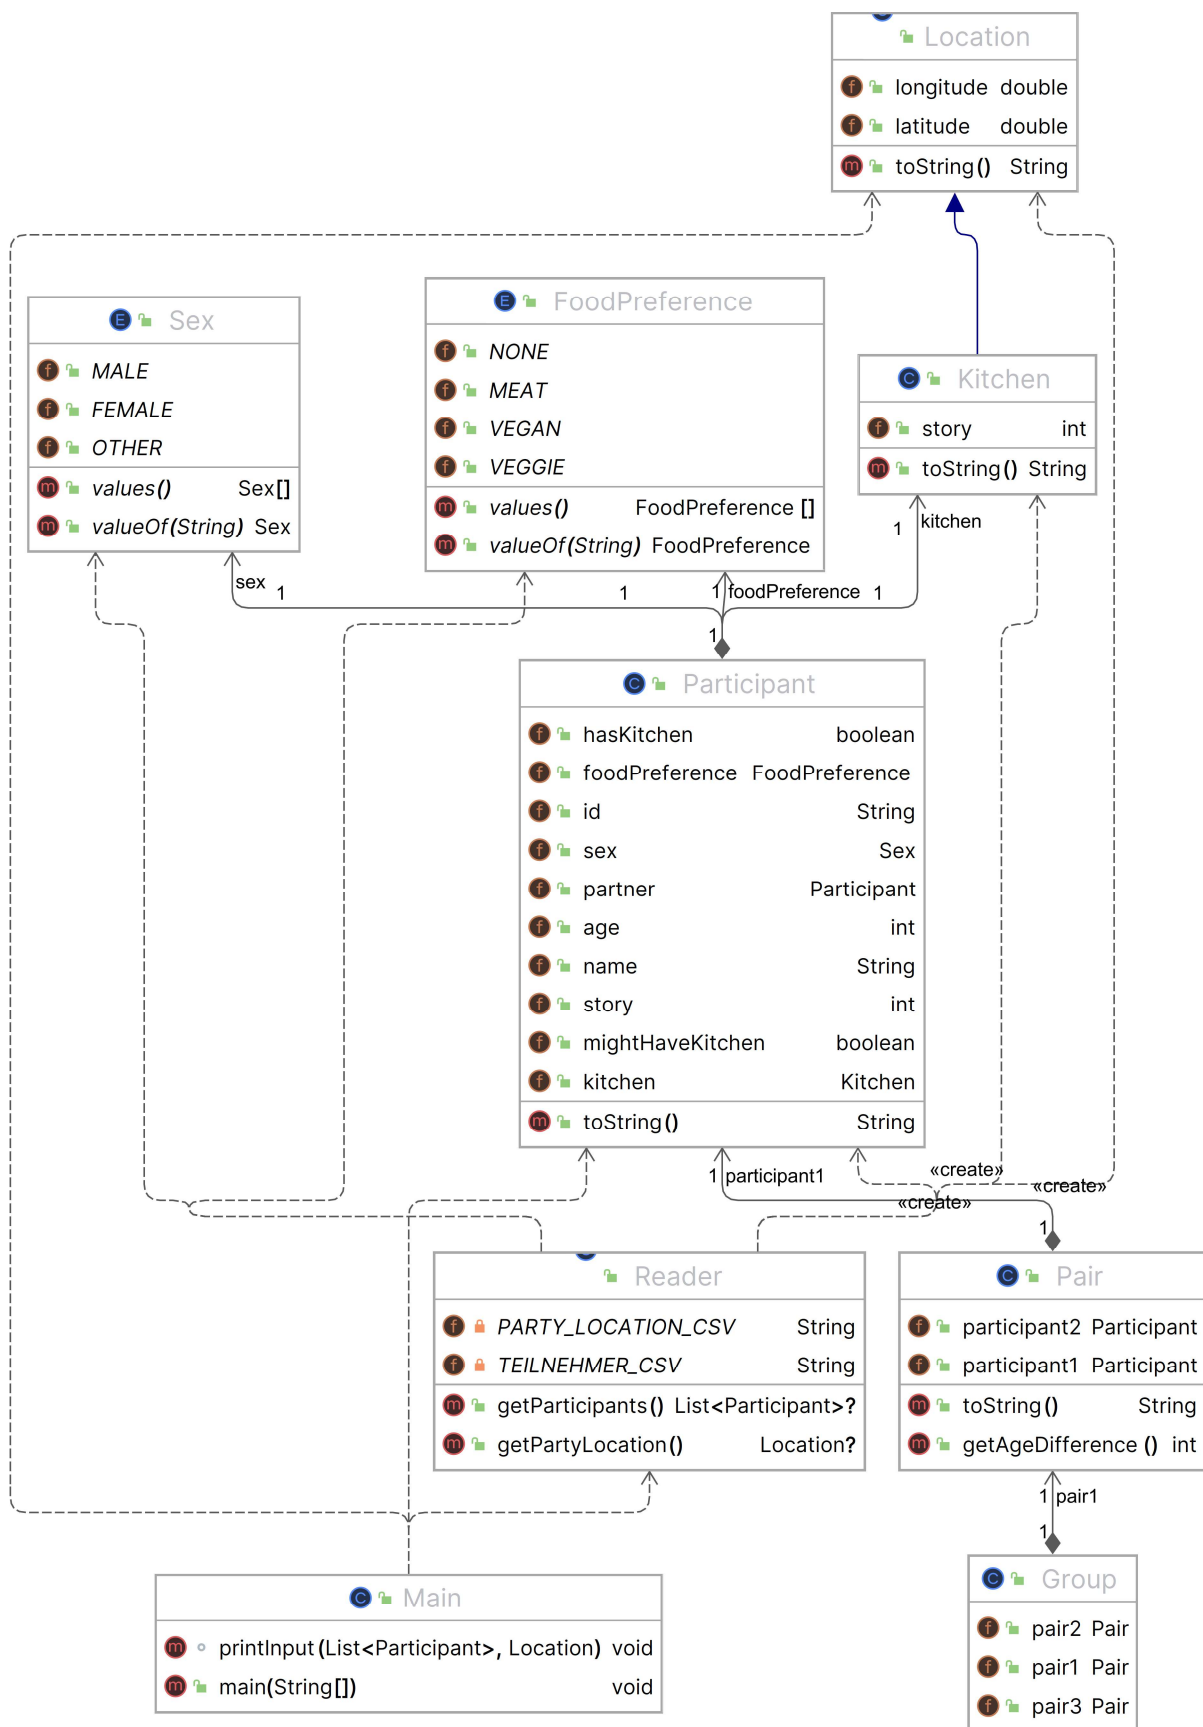 Location
longitude double
latitude double
toString() String
Sex
MALE
FEMALE
OTHER
values() Sex[]
valueOf(String) Sex
FoodPreference
NONE
MEAT
VEGAN
VEGGIE
values() FoodPreference []
valueOf(String) FoodPreference
Kitchen
story int
toString() String
1 kitchen
sex 1
1
1 foodPreference 1
1
Participant
hasKitchen boolean
foodPreference FoodPreference
id String
sex Sex
partner Participant
age int
name String
story int
mightHaveKitchen boolean
kitchen Kitchen
toString() String
1 participant1
«create»
«create»
«create»
1
Reader
PARTY_LOCATION_CSV String
TEILNEHMER_CSV String
getParticipants() List<Participant>?
getPartyLocation() Location?
Pair
participant2 Participant
participant1 Participant
toString() String
getAgeDifference () int
1 pair1
1
Main
printInput(List<Participant>, Location) void
main(String[]) void
Group
pair2 Pair
pair1 Pair
pair3 Pair